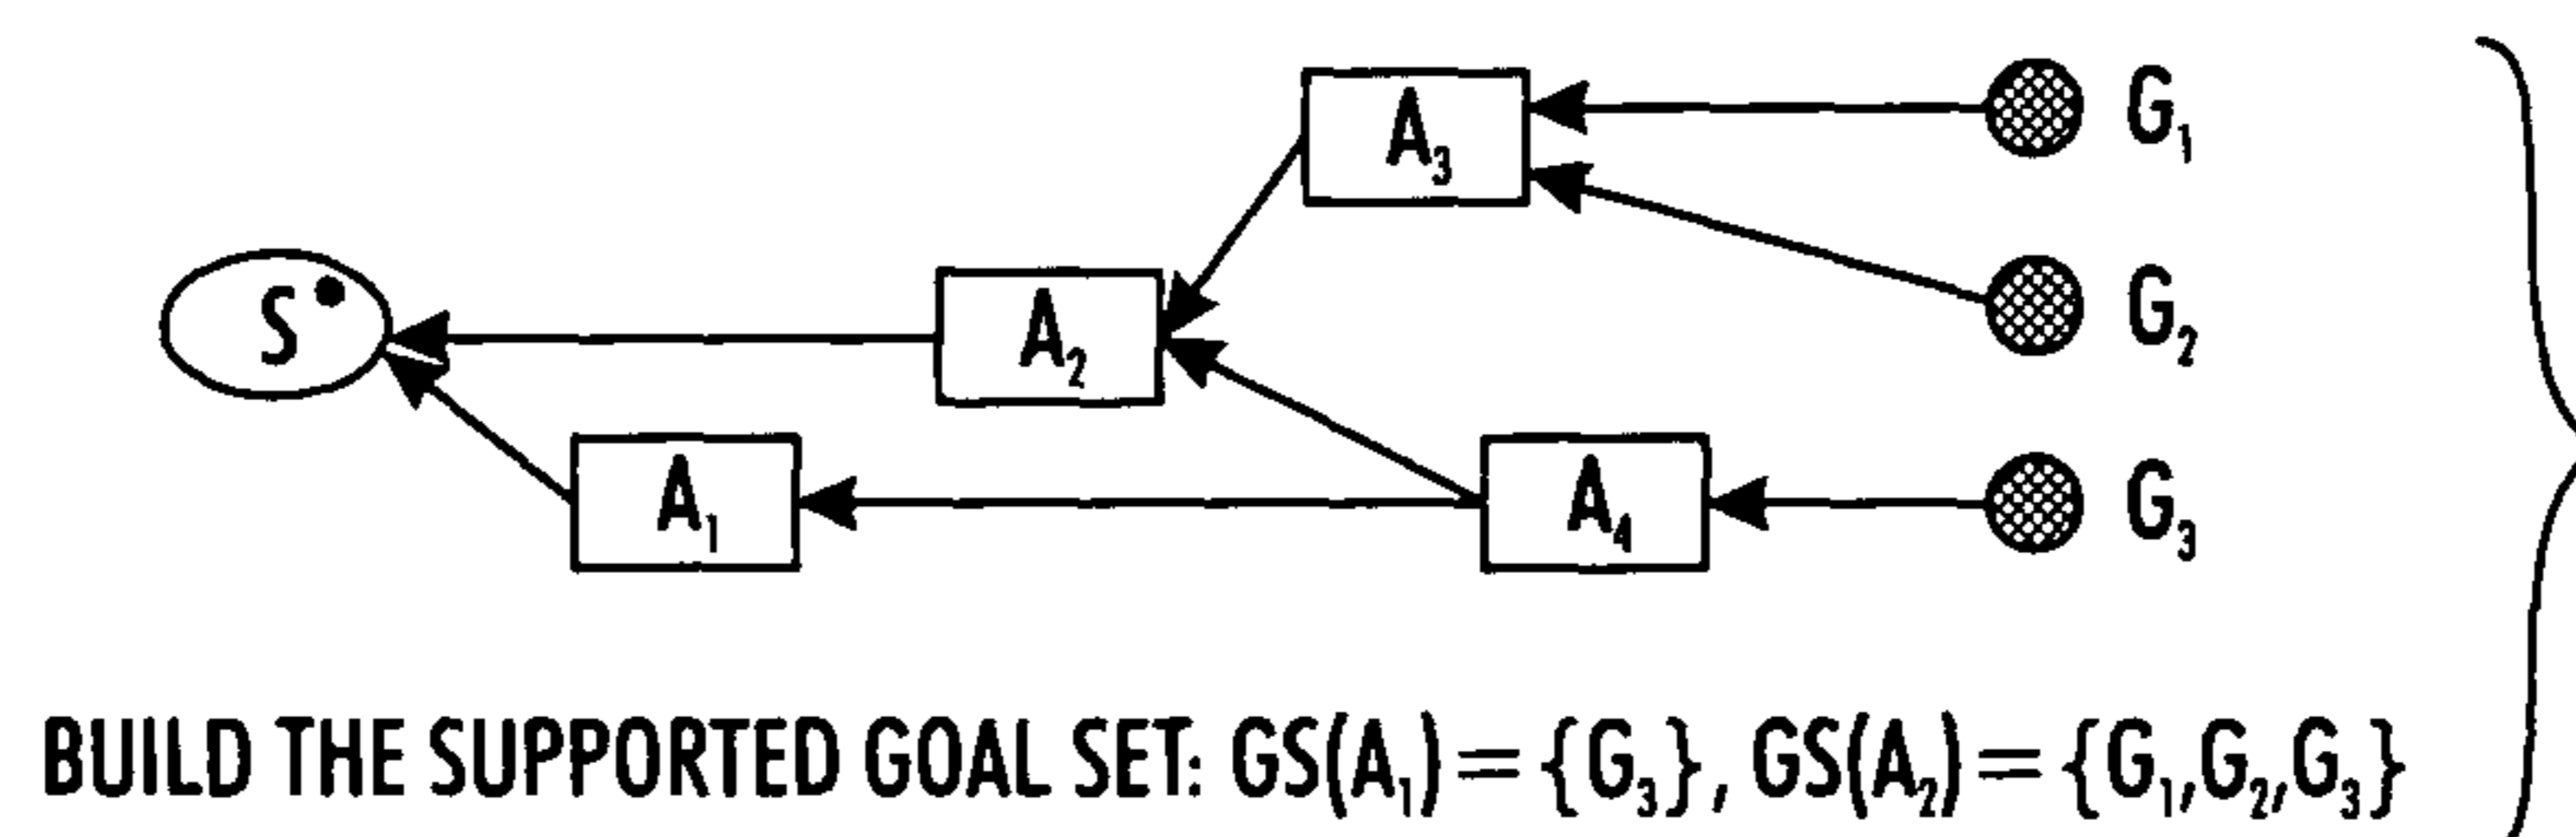 A₃
G₁
G₂
S•
A₂
A₁
A₄
G₃
BUILD THE SUPPORTED GOAL SET: GS(A₁) = {G₃}, GS(A₂) = {G₁,G₂,G₃}